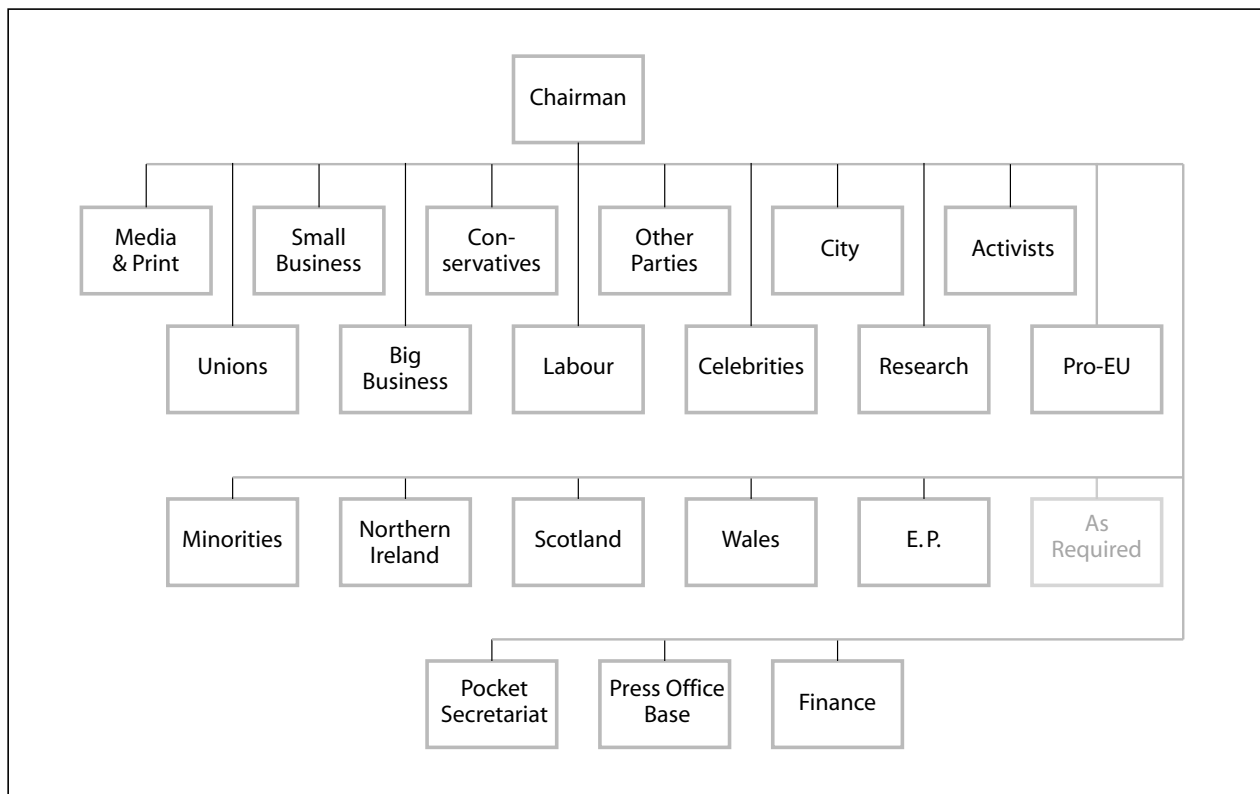 Chairman
Media
& Print
Small
Business
Con-
servatives
Other
Parties
City
Activists
Unions
Big
Business
Labour
Celebrities
Research
Pro-EU
Minorities
Northern
Ireland
Scotland
Wales
E. P.
As
Required
Pocket
Secretariat
Press Office
Base
Finance